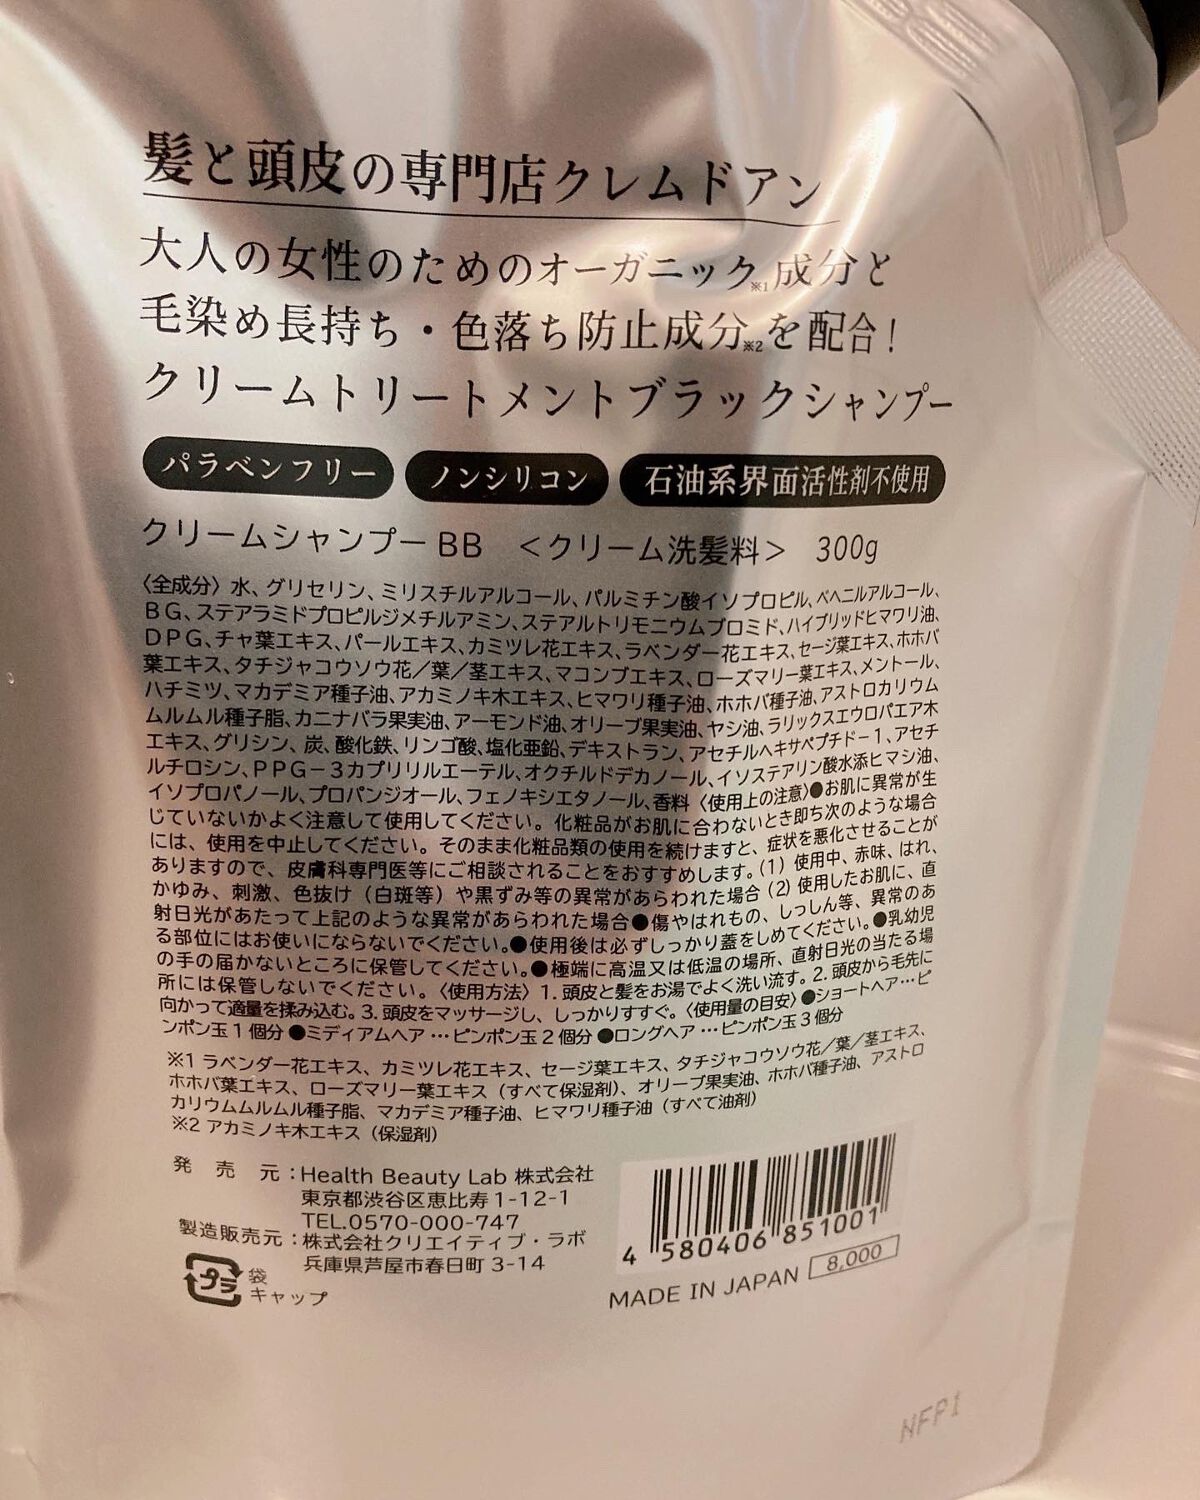 髪と頭皮の専門店クレムドアン
大人の女性のためのオーガニック※1成分と
毛染め長持ち・色落ち防止成分※2を配合!
クリームトリートメントブラックシャンプー
パラベンフリー ノンシリコン 石油系界面活性剤不使用
クリームシャンプーBB <クリーム洗髪料> 300g
〈全成分〉水、グリセリン、ミリスチルアルコール、パルミチン酸イソプロピル、ベヘニルアルコール、
BG、ステアラミドプロピルジメチルアミン、ステアルトリモニウムブロミド、ハイブリッドヒマワリ油、
DPG、チャ葉エキス、パールエキス、カミツレ花エキス、ラベンダー花エキス、セージ葉エキス、ホホバ
葉エキス、タチジャコウソウ花/葉/茎エキス、マコンブエキス、ローズマリー葉エキス、メントール、
ハチミツ、マカデミア種子油、アカミノキ木エキス、ヒマワリ種子油、ホホバ種子油、アストロカリウム
ムルムル種子脂、カニナバラ果実油、アーモンド油、オリーブ果実油、ヤシ油、ラリックスエウロパエア木
エキス、グリシン、炭、酸化鉄、リンゴ酸、塩化亜鉛、デキストラン、アセチルヘキサペプチド-1、アセチ
ルチロシン、PPG-3カプリリルエーテル、オクチルドデカノール、イソステアリン酸水添ヒマシ油、
イソプロパノール、プロパンジオール、フェノキシエタノール、香料〈使用上の注意〉●お肌に異常が生
じていないかよく注意して使用してください。化粧品がお肌に合わないとき即ち次のような場合
には、使用を中止してください。そのまま化粧品類の使用を続けますと、症状を悪化させることが
ありますので、皮膚科専門医等にご相談されることをおすすめします。(1) 使用中、赤味、はれ、
かゆみ、刺激、色抜け(白斑等)や黒ずみ等の異常があらわれた場合 (2) 使用したお肌に、直
射日光があたって上記のような異常があらわれた場合●傷やはれもの、しっしん等、異常のあ
る部位にはお使いにならないでください。●使用後は必ずしっかり蓋をしめてください。●乳幼児
の手の届かないところに保管してください。●極端に高温又は低温の場所、直射日光の当たる場
所には保管しないでください。〈使用方法〉1. 頭皮と髪をお湯でよく洗い流す。2. 頭皮から毛先に
向かって適量を揉み込む。3. 頭皮をマッサージし、しっかりすすぐ。〈使用量の目安〉●ショートヘア…ピ
ンポン玉1個分 ●ミディアムヘア…ピンポン玉2個分 ●ロングヘア…ピンポン玉3個分
※1 ラベンダー花エキス、カミツレ花エキス、セージ葉エキス、タチジャコウソウ花/葉/茎エキス、
ホホバ葉エキス、ローズマリー葉エキス(すべて保湿剤)、オリーブ果実油、ホホバ種子油、アストロ
カリウムムルムル種子脂、マカデミア種子油、ヒマワリ種子油(すべて油剤)
※2 アカミノキ木エキス(保湿剤)
発 売 元:Health Beauty Lab 株式会社
東京都渋谷区恵比寿1-12-1
TEL.0570-000-747
製造販売元:株式会社クリエイティブ・ラボ
兵庫県芦屋市春日町3-14
プラ 袋
キャップ
4 580406 851001
MADE IN JAPAN 8,000
NFP1